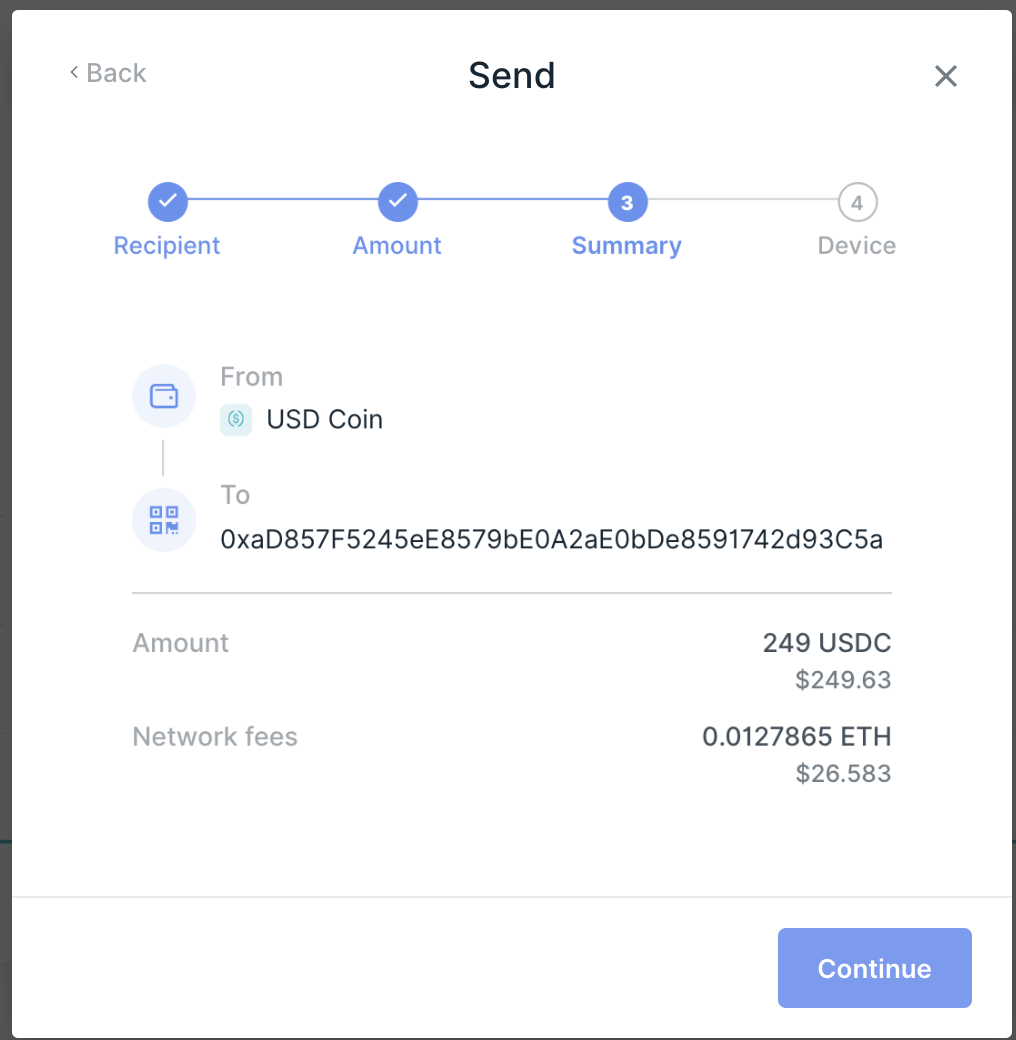 Back
Send
3
4
Recipient
Amount
Summary
Device
From
USD Coin
To
0xaD857F5245eE8579bE0A2aE0bDe8591742d93C5a
Amount
249 USDC
$249.63
Network fees
0.0127865 ETH
$26.583
Continue